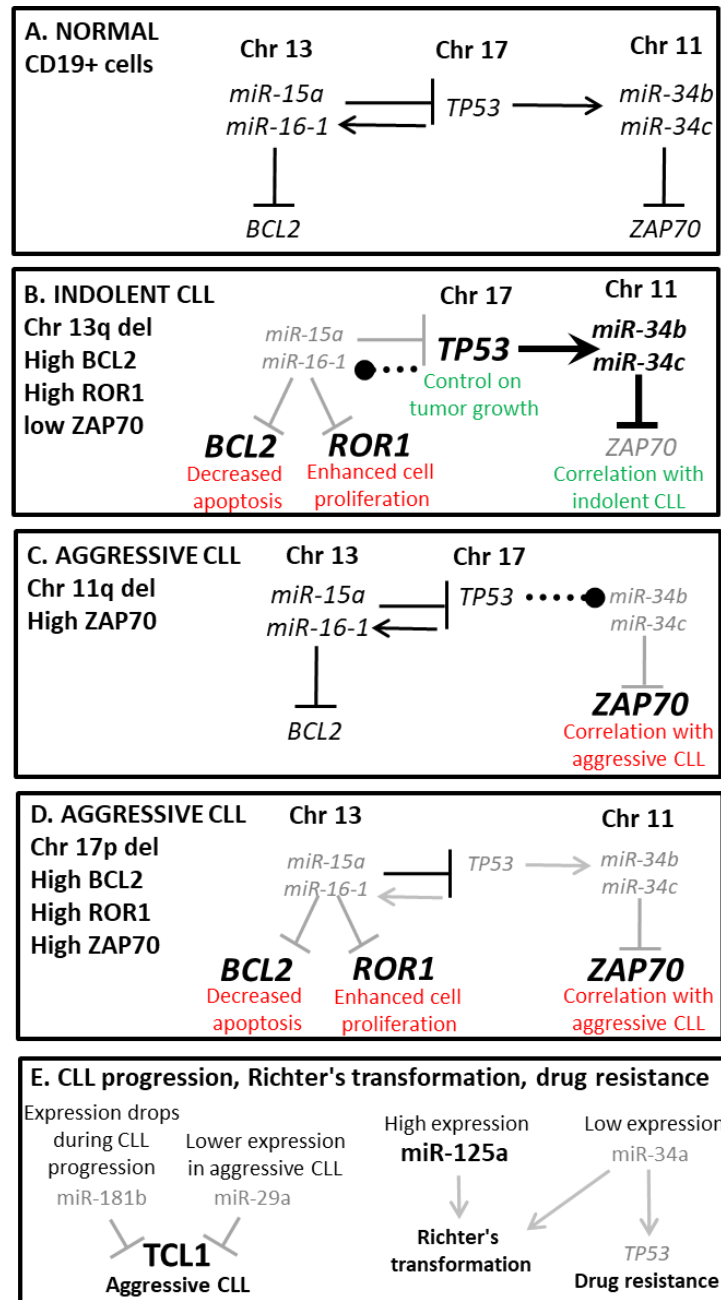 A. NORMAL
CD19+ cells
Chr 13
Chr 17
Chr 11
miR-15a
miR-16-1
TP53
miR-34b
miR-34c
BCL2
ZAP70
B. INDOLENT CLL
Chr 13q del
High BCL2
High ROR1
low ZAP70
Chr 17
Chr 11
miR-15a
miR-16-1
TP53
Control on
tumor growth
miR-34b
miR-34c
BCL2
Decreased
apoptosis
ROR1
Enhanced cell
proliferation
ZAP70
Correlation with
indolent CLL
C. AGGRESSIVE CLL
Chr 11q del
High ZAP70
Chr 13
Chr 17
miR-15a
miR-16-1
TP53
miR-34b
miR-34c
BCL2
ZAP70
Correlation with
aggressive CLL
D. AGGRESSIVE CLL
Chr 17p del
High BCL2
High ROR1
High ZAP70
Chr 13
Chr 11
miR-15a
miR-16-1
TP53
miR-34b
miR-34c
BCL2
Decreased
apoptosis
ROR1
Enhanced cell
proliferation
ZAP70
Correlation with
aggressive CLL
E. CLL progression, Richter's transformation, drug resistance
Expression drops
during CLL
progression
miR-181b
Lower expression
in aggressive CLL
miR-29a
TCL1
Aggressive CLL
High expression
miR-125a
Low expression
miR-34a
Richter's
transformation
TP53
Drug resistance